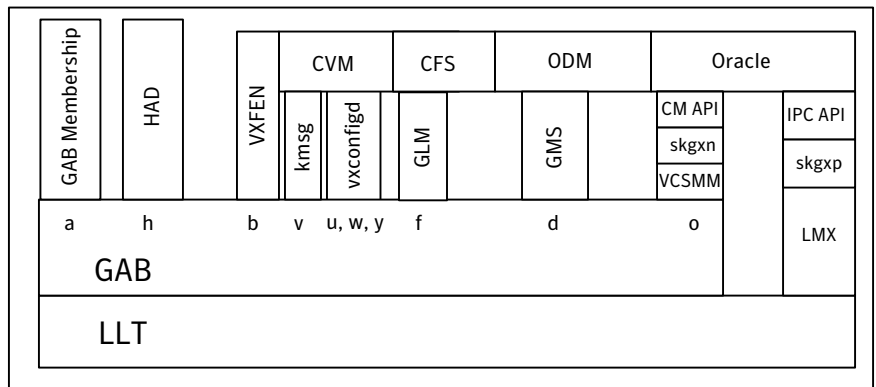 GAB Membership
HAD
VXFEN
CVM
CFS
ODM
Oracle
kmsg
vxconfigd
GLM
GMS
CM API
skgxn
VCSMM
IPC API
skgxp
LMX
a
h
b
v
u, w, y
f
d
o
GAB
LLT